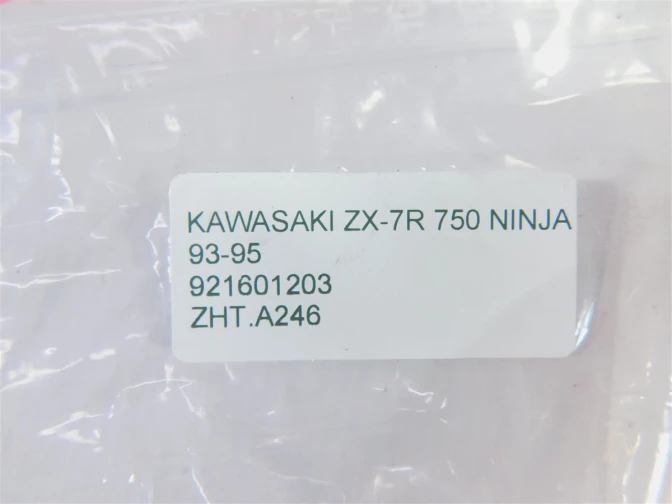 KAWASAKI ZX-7R 750 NINJA
93-95
921601203
ZHT.A246